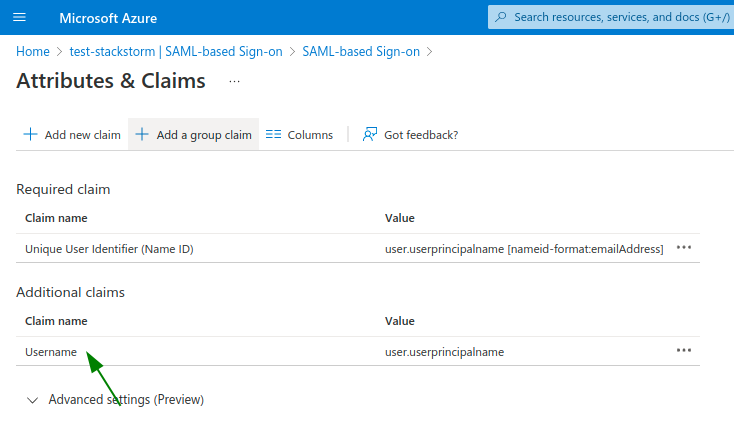 Microsoft Azure
Search resources, services, and docs (G+/)
Home > test-stackstorm | SAML-based Sign-on > SAML-based Sign-on >
Attributes & Claims ...
+ Add new claim + Add a group claim Columns Got feedback?
Required claim
Claim name Value
Unique User Identifier (Name ID) user.userprincipalname [nameid-format:emailAddress] ...
Additional claims
Claim name Value
Username user.userprincipalname ...
Advanced settings (Preview)